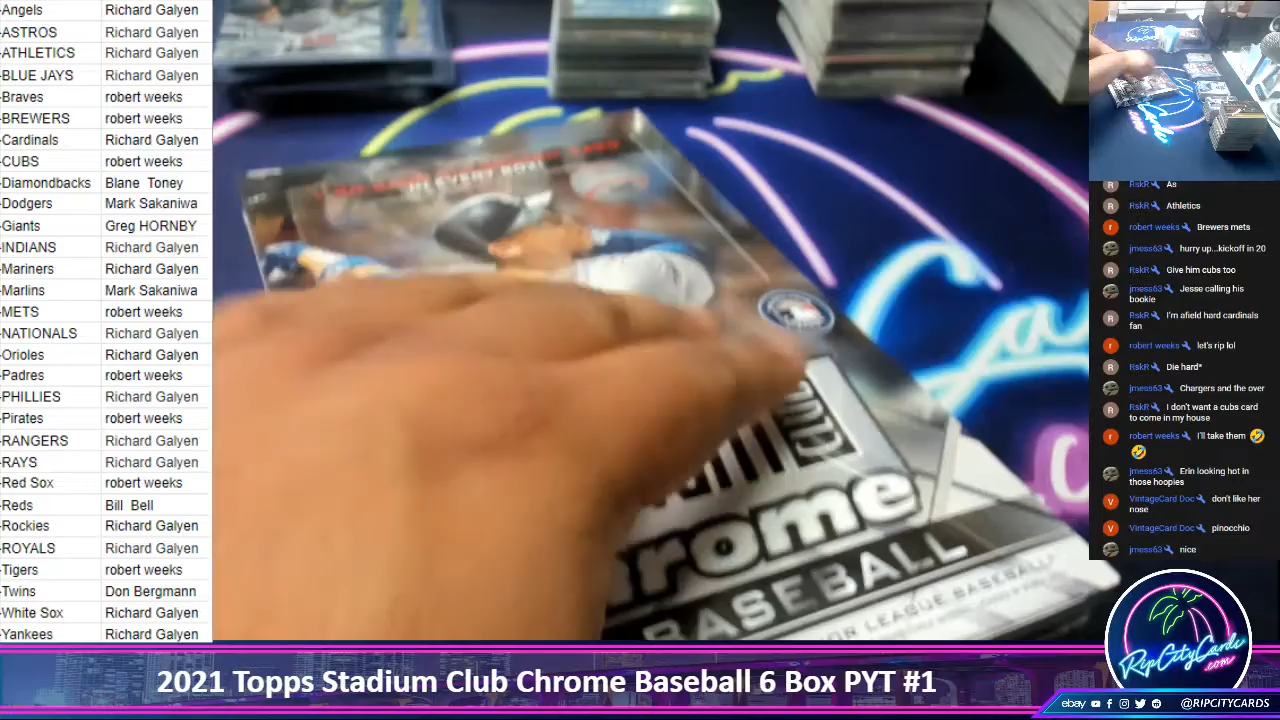 -Angels Richard Galyen
-ASTROS Richard Galyen
-ATHLETICS Richard Galyen
-BLUE JAYS Richard Galyen
-Braves robert weeks
-BREWERS robert weeks
-Cardinals Richard Galyen
-CUBS robert weeks
-Diamondbacks Blane Toney
-Dodgers Mark Sakaniwa
-Giants Greg HORNBY
-INDIANS Richard Galyen
-Mariners Richard Galyen
-Marlins Mark Sakaniwa
-METS robert weeks
-NATIONALS Richard Galyen
-Orioles Richard Galyen
-Padres robert weeks
-PHILLIES Richard Galyen
-Pirates robert weeks
-RANGERS Richard Galyen
-RAYS Richard Galyen
-Red Sox robert weeks
-Reds Bill Bell
-Rockies Richard Galyen
-ROYALS Richard Galyen
-Tigers robert weeks
-Twins Don Bergmann
-White Sox Richard Galyen
-Yankees Richard Galyen
IN EVERY BOX!
chrome
BASEBALL
LEAGUE BASEBALL
R RskR As
R RskR Athletics
r robert weeks Brewers mets
jmess63 hurry up...kickoff in 20
R RskR Give him cubs too
jmess63 Jesse calling his
bookie
R RskR I'm afield hard cardinals
fan
r robert weeks let's rip lol
R RskR Die hard*
jmess63 Chargers and the over
R RskR I don't want a cubs card
to come in my house
r robert weeks I'll take them 🤣
🤣
jmess63 Erin looking hot in
those hoopies
V VintageCard Doc don't like her
nose
V VintageCard Doc pinocchio
jmess63 nice
RipCityCards
.com
2021 Topps Stadium Club Chrome Baseball 6 Box PYT #1
ebay @RIPCITYCARDS